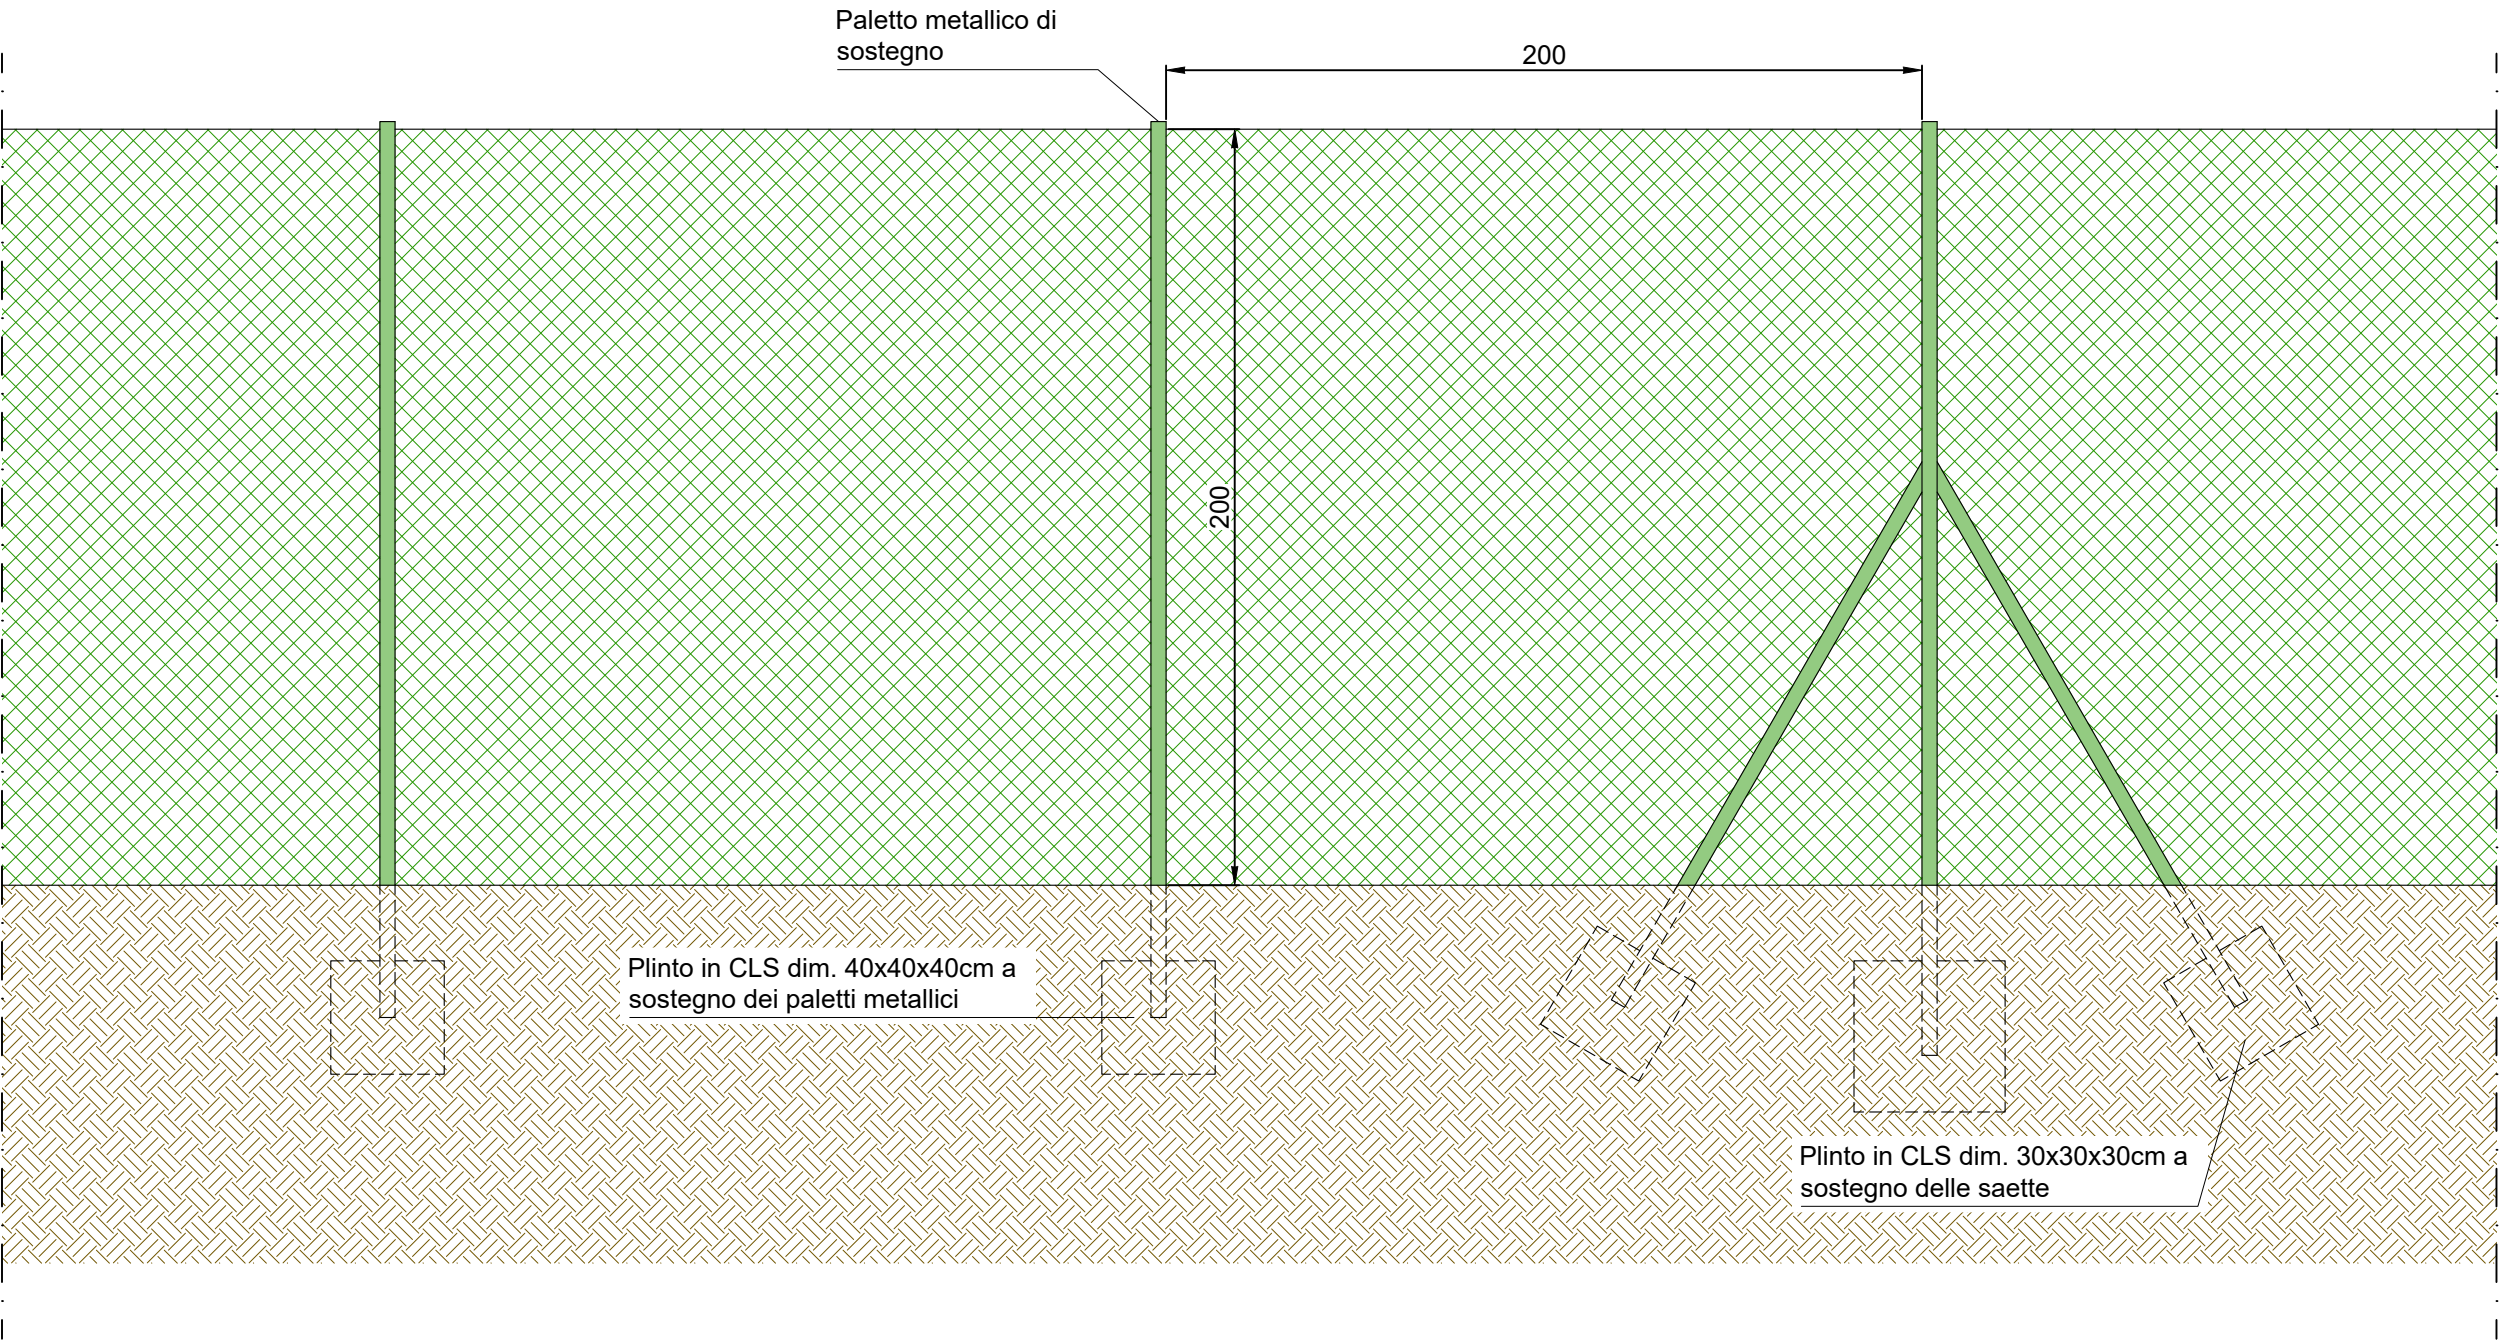 Paletto metallico di
sostegno
200
200
Plinto in CLS dim. 40x40x40cm a
sostegno dei paletti metallici
Plinto in CLS dim. 30x30x30cm a
sostegno delle saette